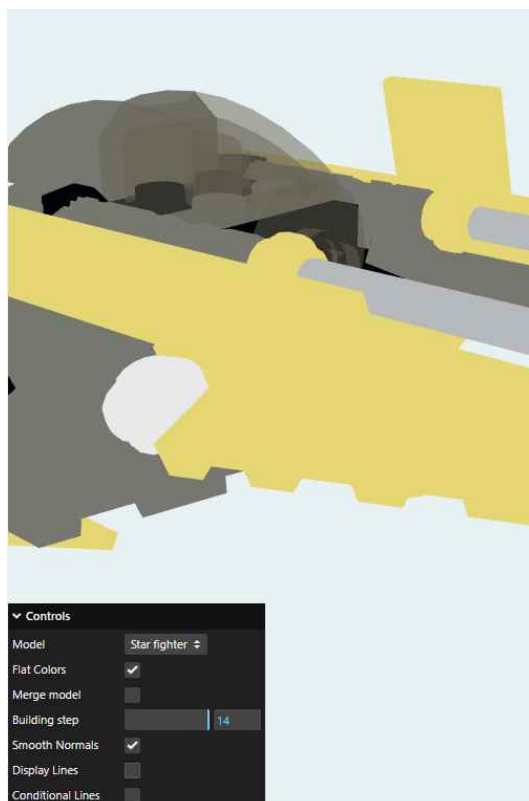 Controls
Model Star fighter
Flat Colors
Merge model
Building step 14
Smooth Normals
Display Lines
Conditional Lines